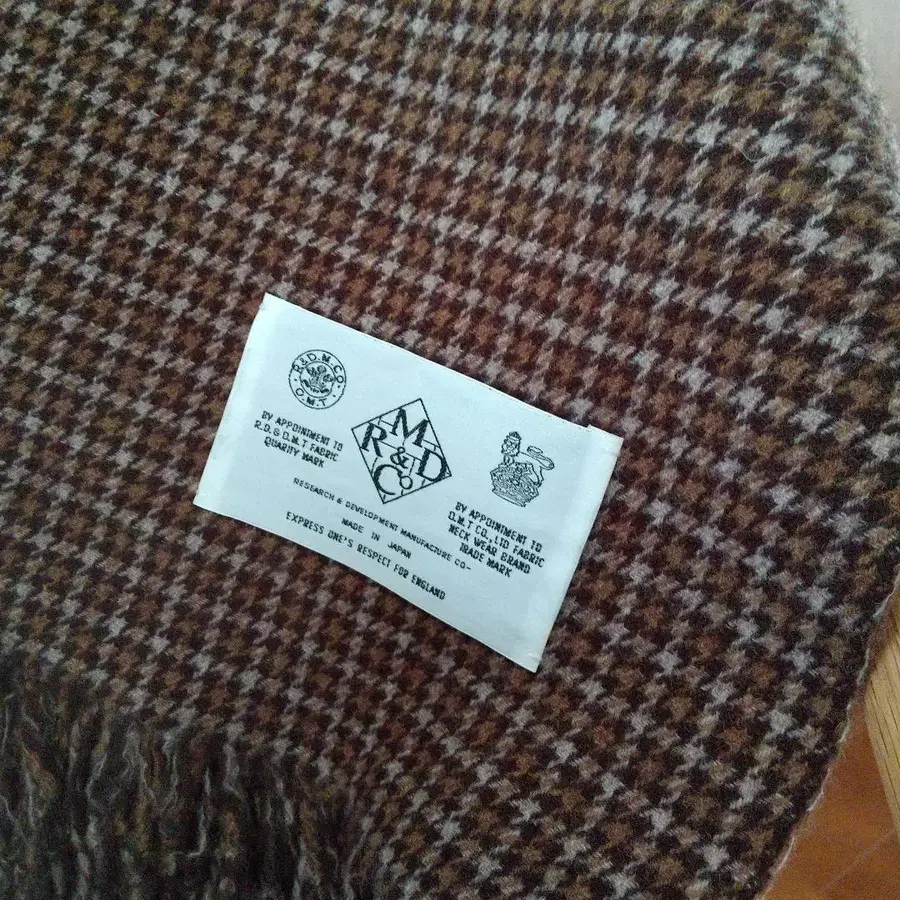 R&D.M.CO
O.M.T
BY APPOINTMENT TO
R.D.& O.M.T FABRIC
QUARITY MARK
M
R & D
Co
BY APPOINTMENT TO
O.M.T CO.,LTD FABRIC
NECK WEAR BRAND
TRADE MARK
RESEARCH & DEVELOPMENT MANUFACTURE CO-
MADE IN JAPAN
EXPRESS ONE'S RESPECT FOR ENGLAND